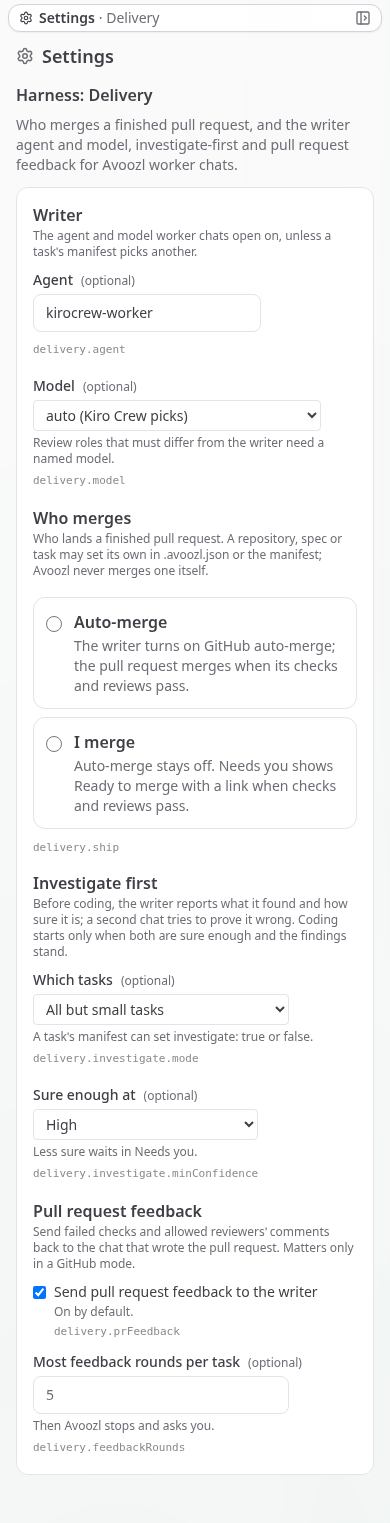 Settings · Delivery
Settings
Harness: Delivery
Who merges a finished pull request, and the writer
agent and model, investigate-first and pull request
feedback for Avoozl worker chats.
Writer
The agent and model worker chats open on, unless a
task's manifest picks another.
Agent (optional)
kirocrew-worker
delivery.agent
Model (optional)
auto (Kiro Crew picks)
Review roles that must differ from the writer need a
named model.
delivery.model
Who merges
Who lands a finished pull request. A repository, spec or
task may set its own in .avoozl.json or the manifest;
Avoozl never merges one itself.
Auto-merge
The writer turns on GitHub auto-merge;
the pull request merges when its checks
and reviews pass.
I merge
Auto-merge stays off. Needs you shows
Ready to merge with a link when checks
and reviews pass.
delivery.ship
Investigate first
Before coding, the writer reports what it found and how
sure it is; a second chat tries to prove it wrong. Coding
starts only when both are sure enough and the findings
stand.
Which tasks (optional)
All but small tasks
A task's manifest can set investigate: true or false.
delivery.investigate.mode
Sure enough at (optional)
High
Less sure waits in Needs you.
delivery.investigate.minConfidence
Pull request feedback
Send failed checks and allowed reviewers' comments
back to the chat that wrote the pull request. Matters only
in a GitHub mode.
Send pull request feedback to the writer
On by default.
delivery.prFeedback
Most feedback rounds per task (optional)
5
Then Avoozl stops and asks you.
delivery.feedbackRounds